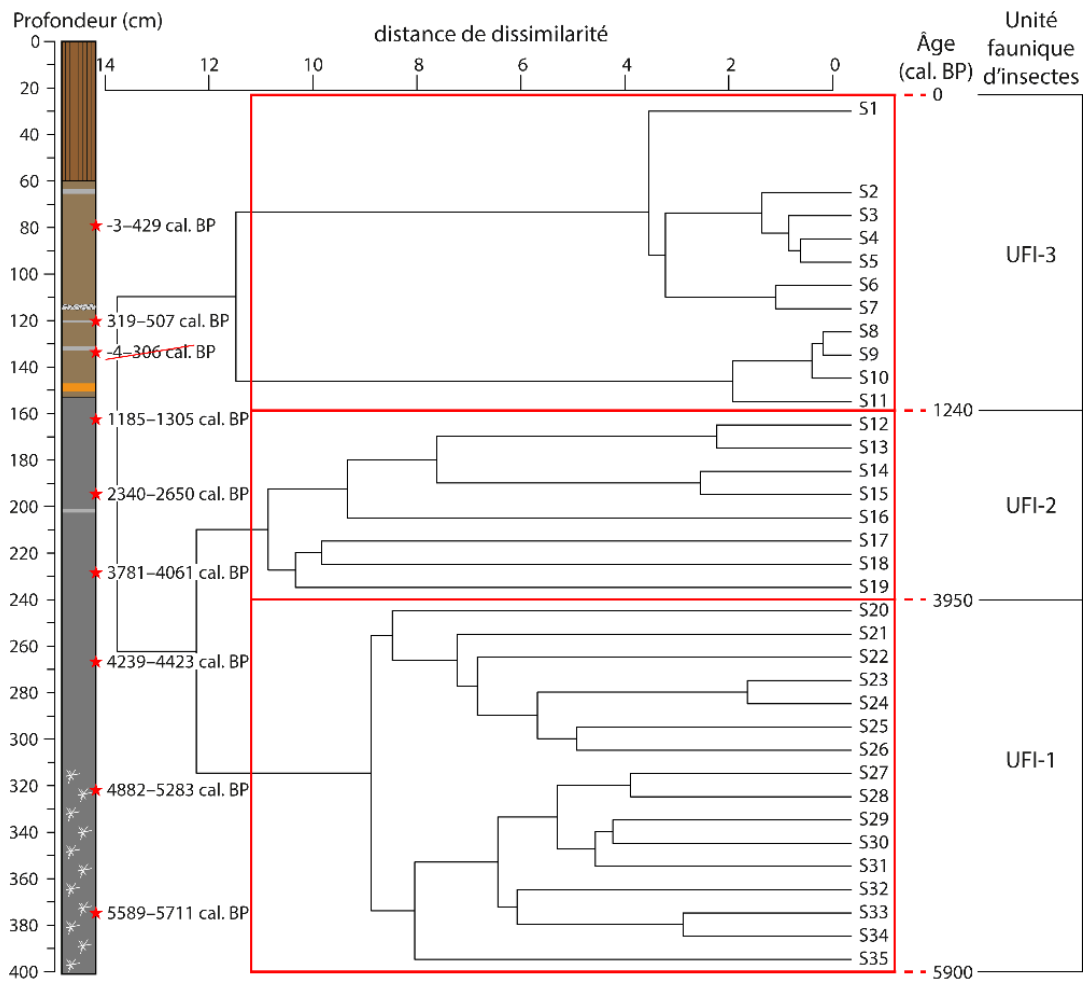 Profondeur (cm)
distance de dissimilarité
Âge
(cal. BP)
Unité
faunique
d'insectes
14 12 10 8 6 4 2 0
0
20
40
60
80
100
120
140
160
180
200
220
240
260
280
300
320
340
360
380
400
-3–429 cal. BP
319–507 cal. BP
-4–306 cal. BP
1185–1305 cal. BP
2340–2650 cal. BP
3781–4061 cal. BP
4239–4423 cal. BP
4882–5283 cal. BP
5589–5711 cal. BP
S1
S2
S3
S4
S5
S6
S7
S8
S9
S10
S11
S12
S13
S14
S15
S16
S17
S18
S19
S20
S21
S22
S23
S24
S25
S26
S27
S28
S29
S30
S31
S32
S33
S34
S35
0
1240
3950
5900
UFI-3
UFI-2
UFI-1